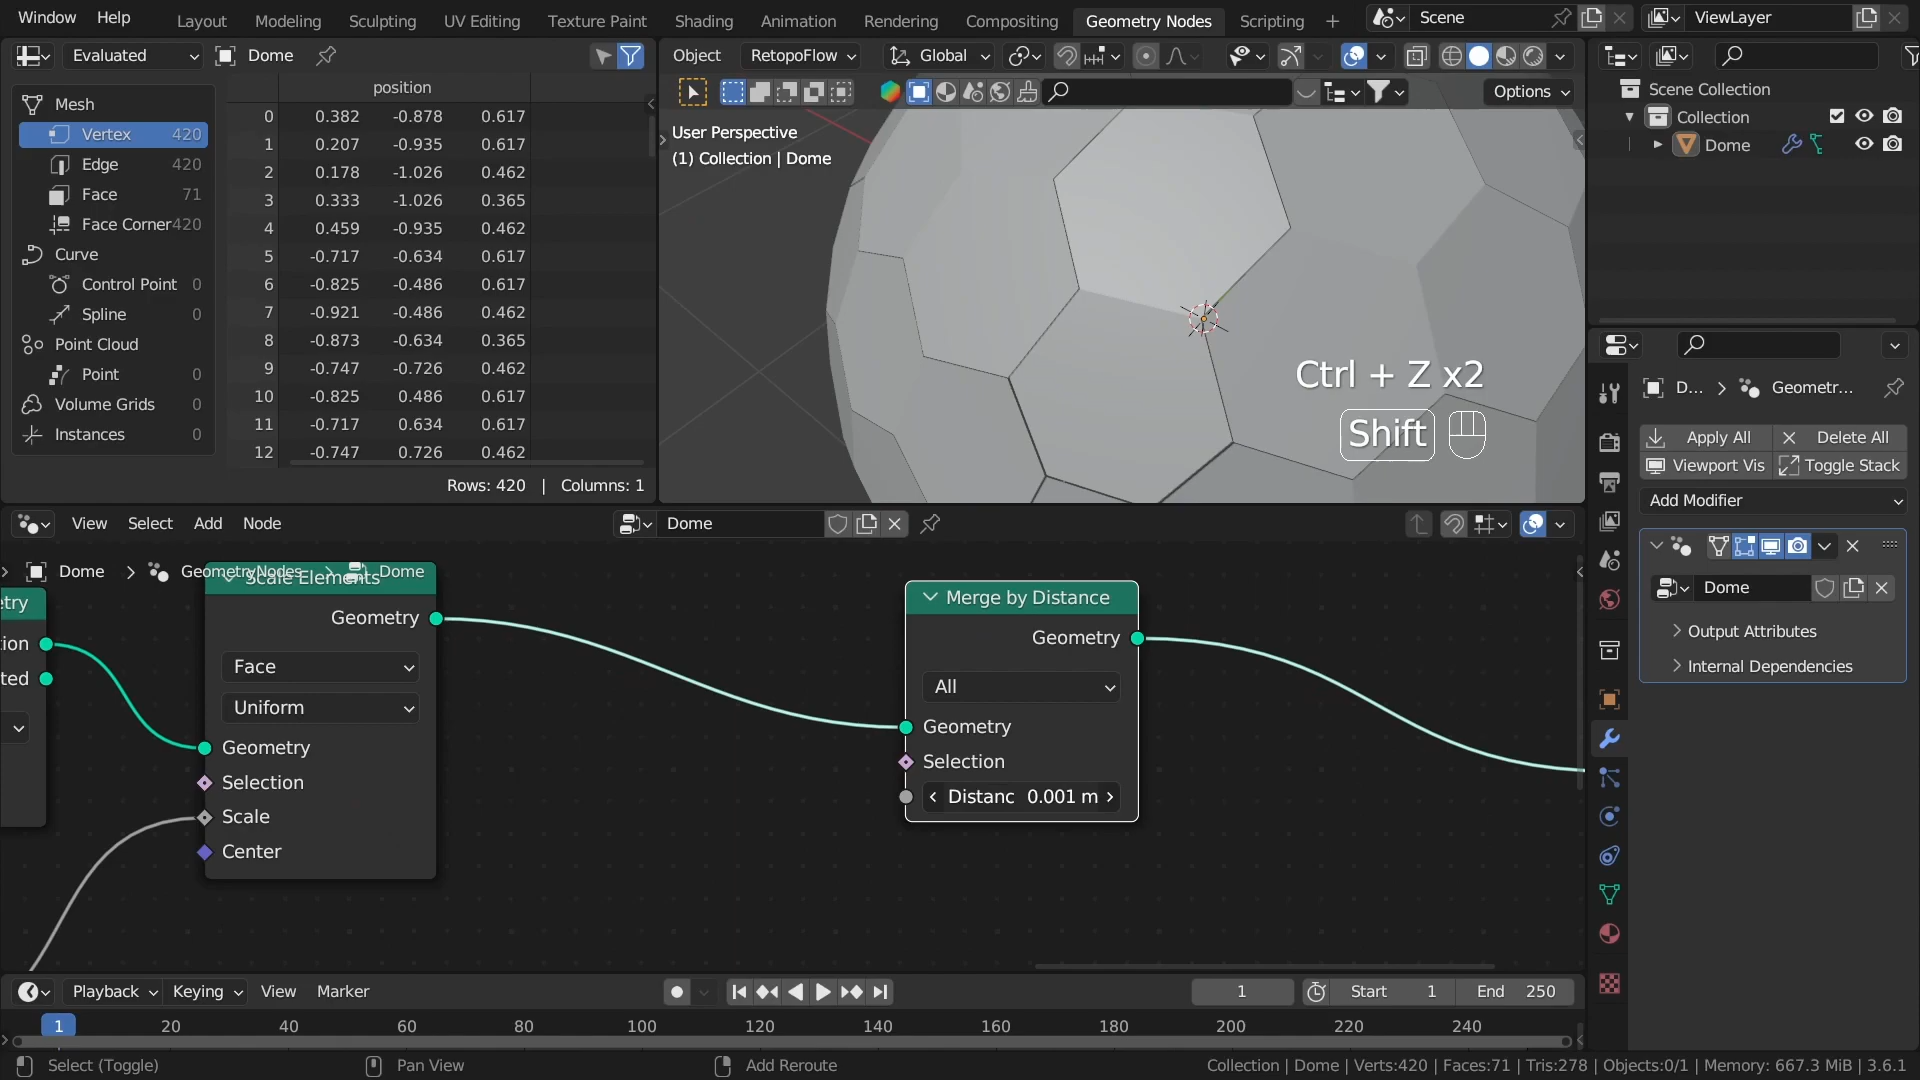 Window Help Layout Modeling Sculpting UV Editing Texture Paint Shading Animation Rendering Compositing Geometry Nodes Scripting + Scene ViewLayer
Evaluated Dome
Object RetopoFlow Global
Options
Mesh
Vertex 420
Edge 420
Face 71
Face Corner 420
Curve
Control Point 0
Spline 0
Point Cloud
Point 0
Volume Grids 0
Instances 0
position
0 0.382 -0.878 0.617
1 0.207 -0.935 0.617
2 0.178 -1.026 0.462
3 0.333 -1.026 0.365
4 0.459 -0.935 0.462
5 -0.717 -0.634 0.617
6 -0.825 -0.486 0.617
7 -0.921 -0.486 0.462
8 -0.873 -0.634 0.365
9 -0.747 -0.726 0.462
10 -0.825 0.486 0.617
11 -0.717 0.634 0.617
12 -0.747 0.726 0.462
Rows: 420 | Columns: 1
User Perspective
(1) Collection | Dome
Ctrl + Z x2
Shift
Scene Collection
Collection
Dome
D... Geometr...
Apply All Delete All
Viewport Vis Toggle Stack
Add Modifier
Dome
Output Attributes
Internal Dependencies
View Select Add Node Dome
Dome GeometryNodes Dome
etry
ion
ted
Scale Elements
Geometry
Face
Uniform
Geometry
Selection
Scale
Center
Merge by Distance
Geometry
All
Geometry
Selection
Distanc 0.001 m
Playback Keying View Marker 1 Start 1 End 250
1 20 40 60 80 100 120 140 160 180 200 220 240
Select (Toggle) Pan View Add Reroute Collection | Dome | Verts:420 | Faces:71 | Tris:278 | Objects:0/1 | Memory: 667.3 MiB | 3.6.1